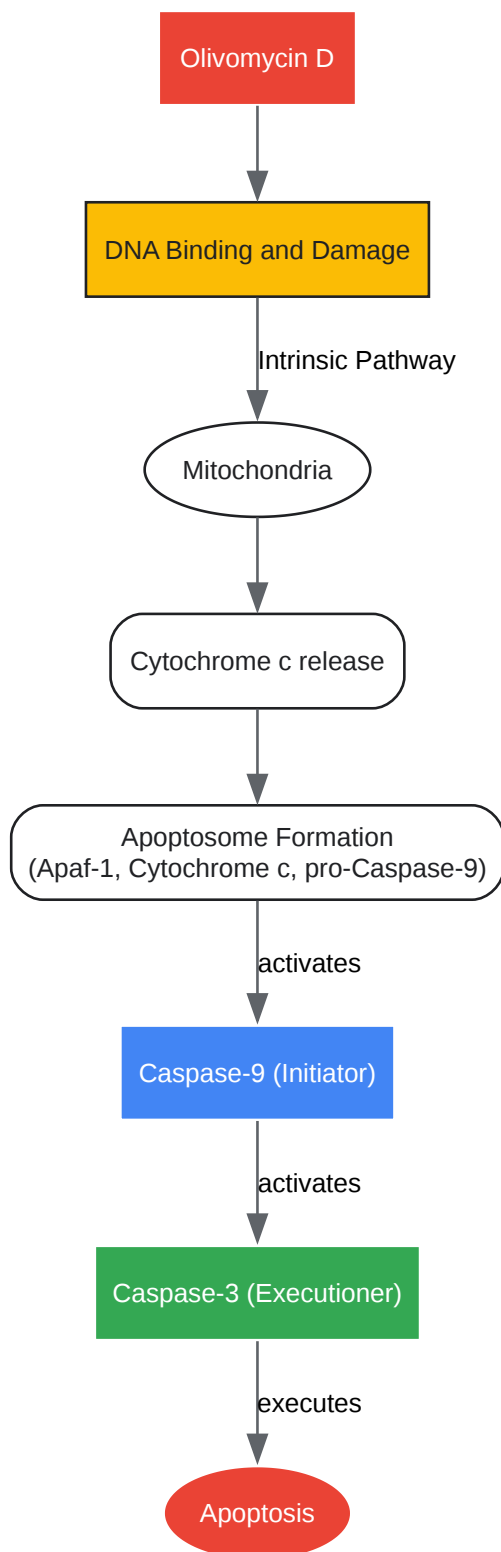 Olivomycin D
DNA Binding and Damage
Intrinsic Pathway
Mitochondria
Cytochrome c release
Apoptosome Formation
(Apaf-1, Cytochrome c, pro-Caspase-9)
activates
Caspase-9 (Initiator)
activates
Caspase-3 (Executioner)
executes
Apoptosis